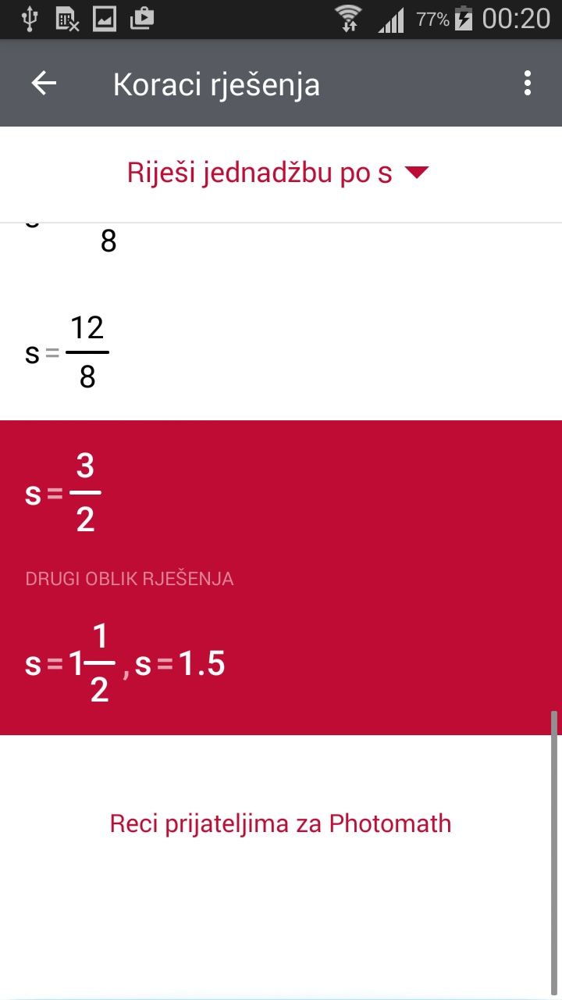 77% 00:20
Koraci rješenja
Riješi jednadžbu po s
8
s = 12/8
s = 3/2
DRUGI OBLIK RJEŠENJA
s = 1 1/2 , s = 1.5
Reci prijateljima za Photomath